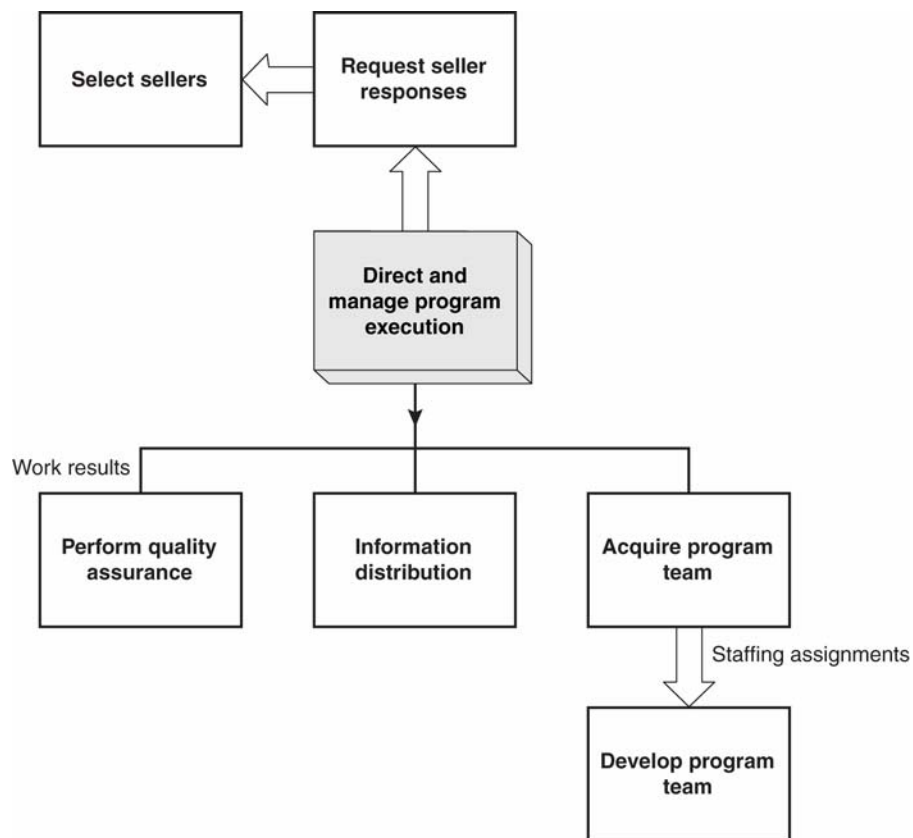 Select sellers
Request seller
responses
Direct and
manage program
execution
Work results
Perform quality
assurance
Information
distribution
Acquire program
team
Staffing assignments
Develop program
team